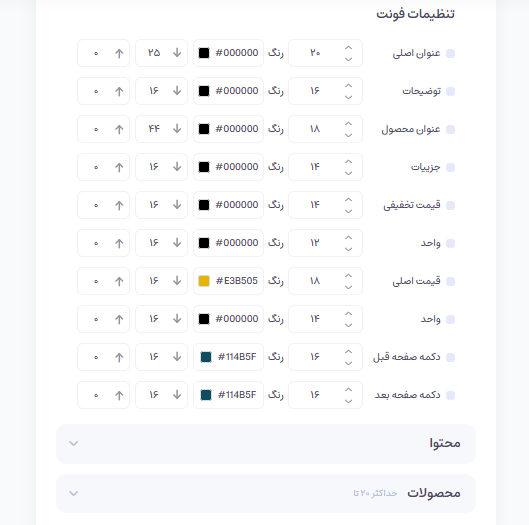 تنظیمات فونت
عنوان اصلی ۲۰ رنگ #000000 ۲۵ ۰
توضیحات ۱۶ رنگ #000000 ۱۶ ۰
عنوان محصول ۱۸ رنگ #000000 ۴۴ ۰
جزییات ۱۴ رنگ #000000 ۱۶ ۰
قیمت تخفیفی ۱۴ رنگ #000000 ۱۶ ۰
واحد ۱۲ رنگ #000000 ۱۶ ۰
قیمت اصلی ۱۸ رنگ #E3B505 ۱۶ ۰
واحد ۱۴ رنگ #000000 ۱۶ ۰
دکمه صفحه قبل ۱۶ رنگ #114B5F ۱۶ ۰
دکمه صفحه بعد ۱۶ رنگ #114B5F ۱۶ ۰
محتوا
محصولات حداکثر ۲۰ تا